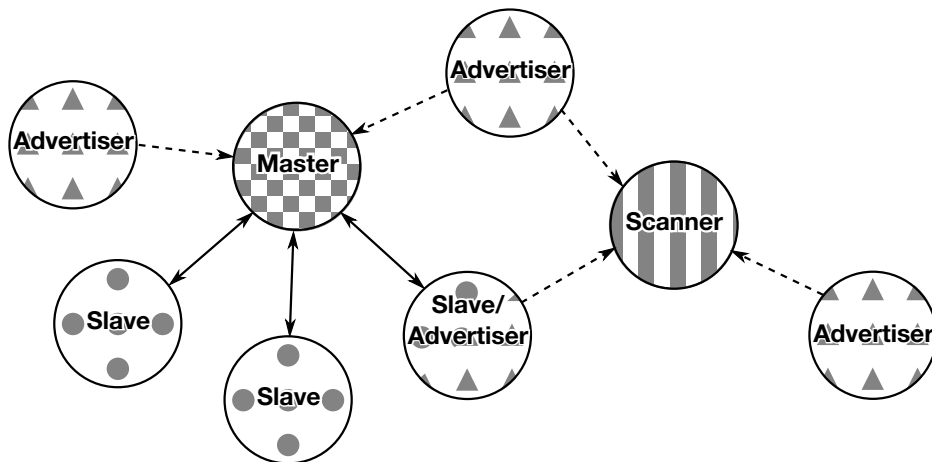 Advertiser
Advertiser
Master
Scanner
Slave
Slave/
Advertiser
Advertiser
Slave